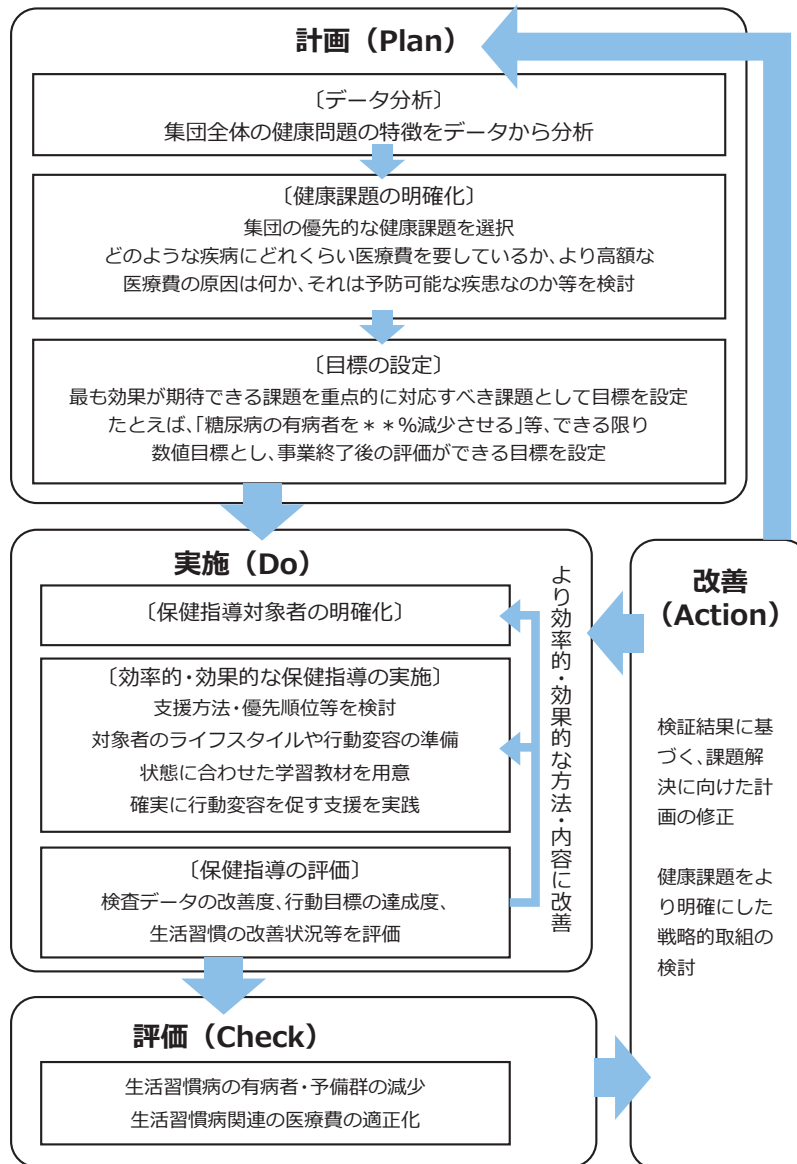 計画（Plan）
〔データ分析〕
集団全体の健康問題の特徴をデータから分析
〔健康課題の明確化〕
集団の優先的な健康課題を選択
どのような疾病にどれくらい医療費を要しているか、より高額な
医療費の原因は何か、それは予防可能な疾患なのか等を検討
〔目標の設定〕
最も効果が期待できる課題を重点的に対応すべき課題として目標を設定
たとえば、「糖尿病の有病者を＊＊%減少させる」等、できる限り
数値目標とし、事業終了後の評価ができる目標を設定
実施（Do）
〔保健指導対象者の明確化〕
〔効率的・効果的な保健指導の実施〕
支援方法・優先順位等を検討
対象者のライフスタイルや行動変容の準備
状態に合わせた学習教材を用意
確実に行動変容を促す支援を実践
〔保健指導の評価〕
検査データの改善度、行動目標の達成度、
生活習慣の改善状況等を評価
より効率的・効果的な方法・内容に改善
評価（Check）
生活習慣病の有病者・予備群の減少
生活習慣病関連の医療費の適正化
改善
（Action）
検証結果に基
づく、課題解
決に向けた計
画の修正
健康課題をよ
り明確にした
戦略的取組の
検討